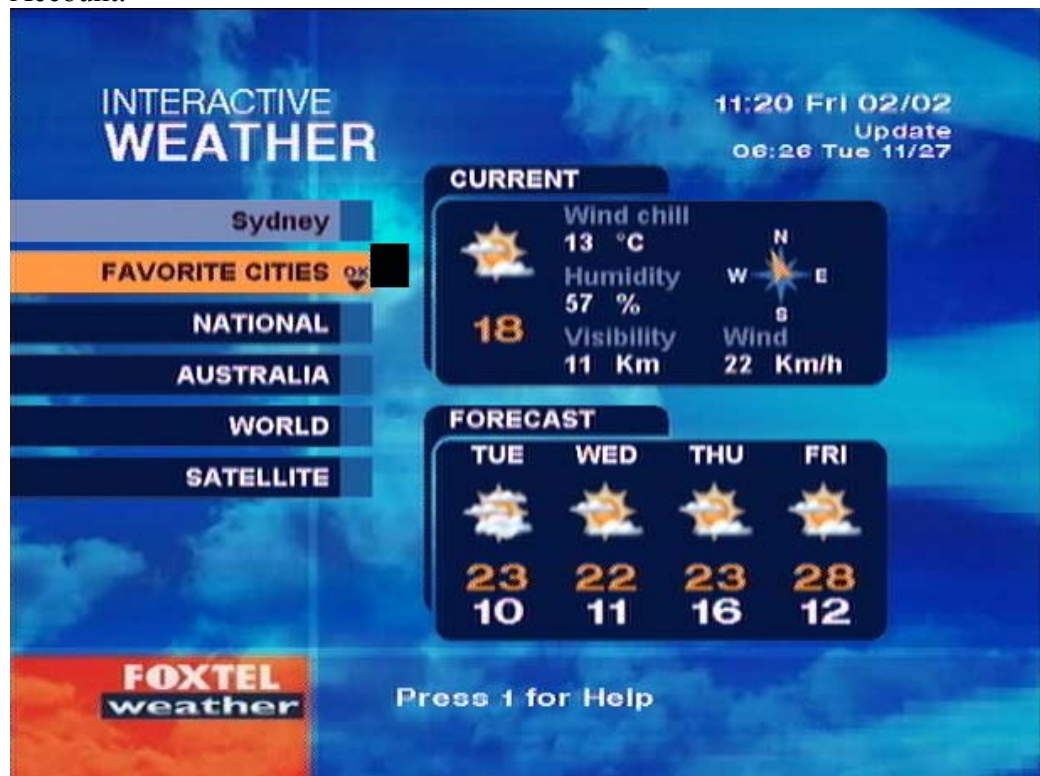 INTERACTIVE
WEATHER
11:20 Fri 02/02
Update
06:26 Tue 11/27
Sydney
FAVORITE CITIES OK
NATIONAL
AUSTRALIA
WORLD
SATELLITE
CURRENT
Wind chill
13 °C
Humidity
57 %
18
Visibility
11 Km
N
W E
S
Wind
22 Km/h
FORECAST
TUE WED THU FRI
23 22 23 28
10 11 16 12
FOXTEL
weather
Press 1 for Help